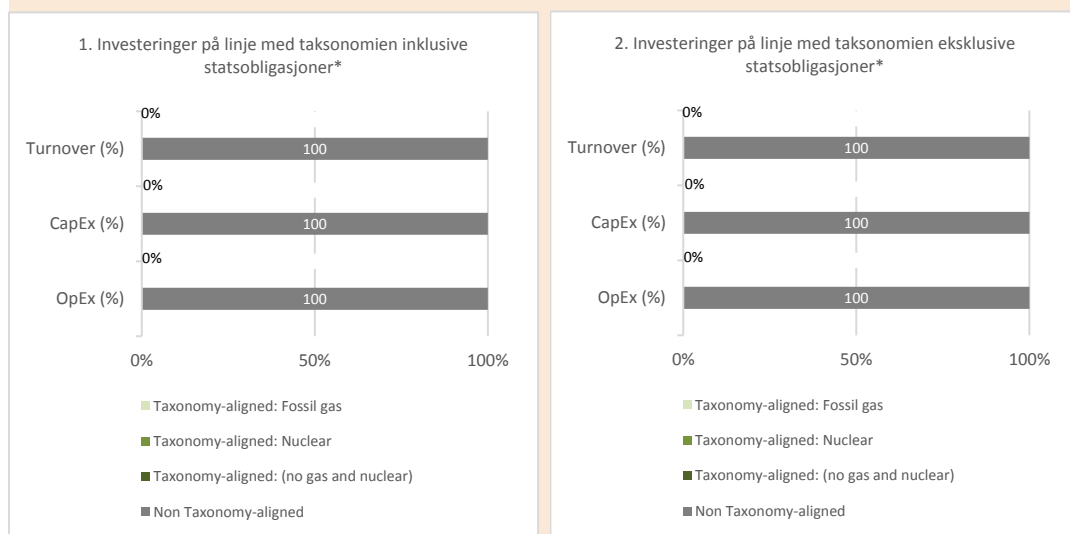 1. Investeringer på linje med taksonomien inklusive
statsobligasjoner*
0%
Turnover (%)
100
0%
CapEx (%)
100
0%
OpEx (%)
100
0%
50%
100%
Taxonomy-aligned: Fossil gas
Taxonomy-aligned: Nuclear
Taxonomy-aligned: (no gas and nuclear)
Non Taxonomy-aligned
2. Investeringer på linje med taksonomien eksklusive
statsobligasjoner*
0%
Turnover (%)
100
0%
CapEx (%)
100
0%
OpEx (%)
100
0%
50%
100%
Taxonomy-aligned: Fossil gas
Taxonomy-aligned: Nuclear
Taxonomy-aligned: (no gas and nuclear)
Non Taxonomy-aligned